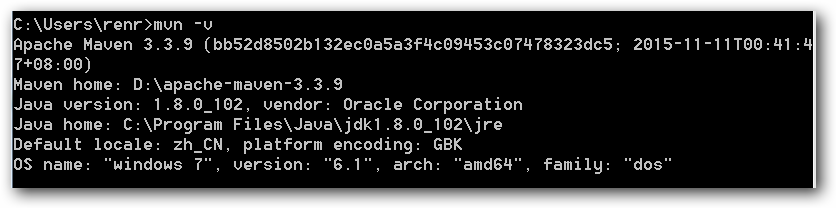 C:\Users\renr>mvn -v
Apache Maven 3.3.9 (bb52d8502b132ec0a5a3f4c09453c07478323dc5; 2015-11-11T00:41:4
7+08:00)
Maven home: D:\apache-maven-3.3.9
Java version: 1.8.0_102, vendor: Oracle Corporation
Java home: C:\Program Files\Java\jdk1.8.0_102\jre
Default locale: zh_CN, platform encoding: GBK
OS name: "windows 7", version: "6.1", arch: "amd64", family: "dos"